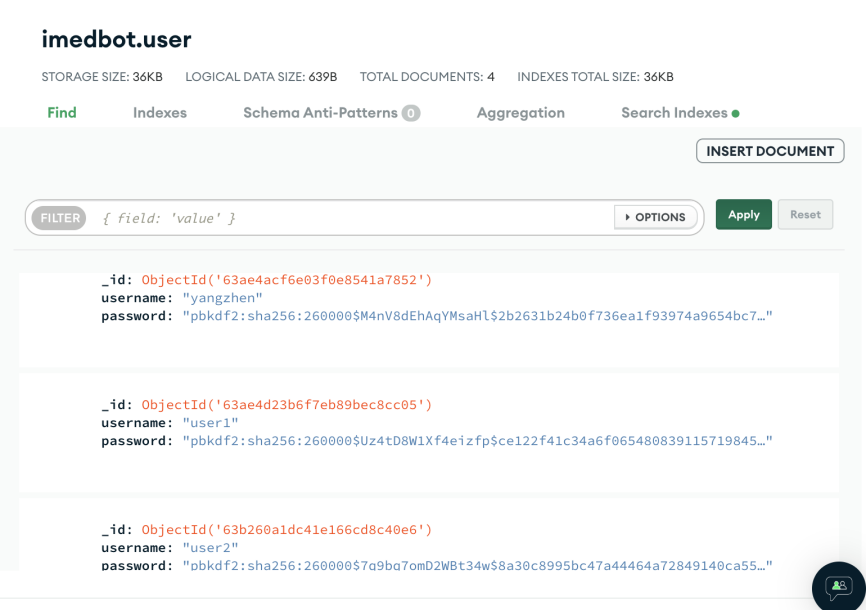 imedbot.user
STORAGE SIZE: 36KB LOGICAL DATA SIZE: 639B TOTAL DOCUMENTS: 4 INDEXES TOTAL SIZE: 36KB
Find Indexes Schema Anti-Patterns 0 Aggregation Search Indexes
INSERT DOCUMENT
FILTER { field: 'value' } OPTIONS Apply Reset
_id: ObjectId('63ae4acf6e03f0e8541a7852')
username: "yangzhen"
password: "pbkdf2:sha256:260000$M4nV8dEhAqYMsaHl$2b2631b24b0f736ea1f93974a9654bc7…"
_id: ObjectId('63ae4d23b6f7eb89bec8cc05')
username: "user1"
password: "pbkdf2:sha256:260000$Uz4tD8W1Xf4eizfp$ce122f41c34a6f065480839115719845…"
_id: ObjectId('63b260a1dc41e166cd8c40e6')
username: "user2"
password: "pbkdf2:sha256:260000$7q9bq7omD2WBt34w$8a30c8995bc47a44464a72849140ca55…"